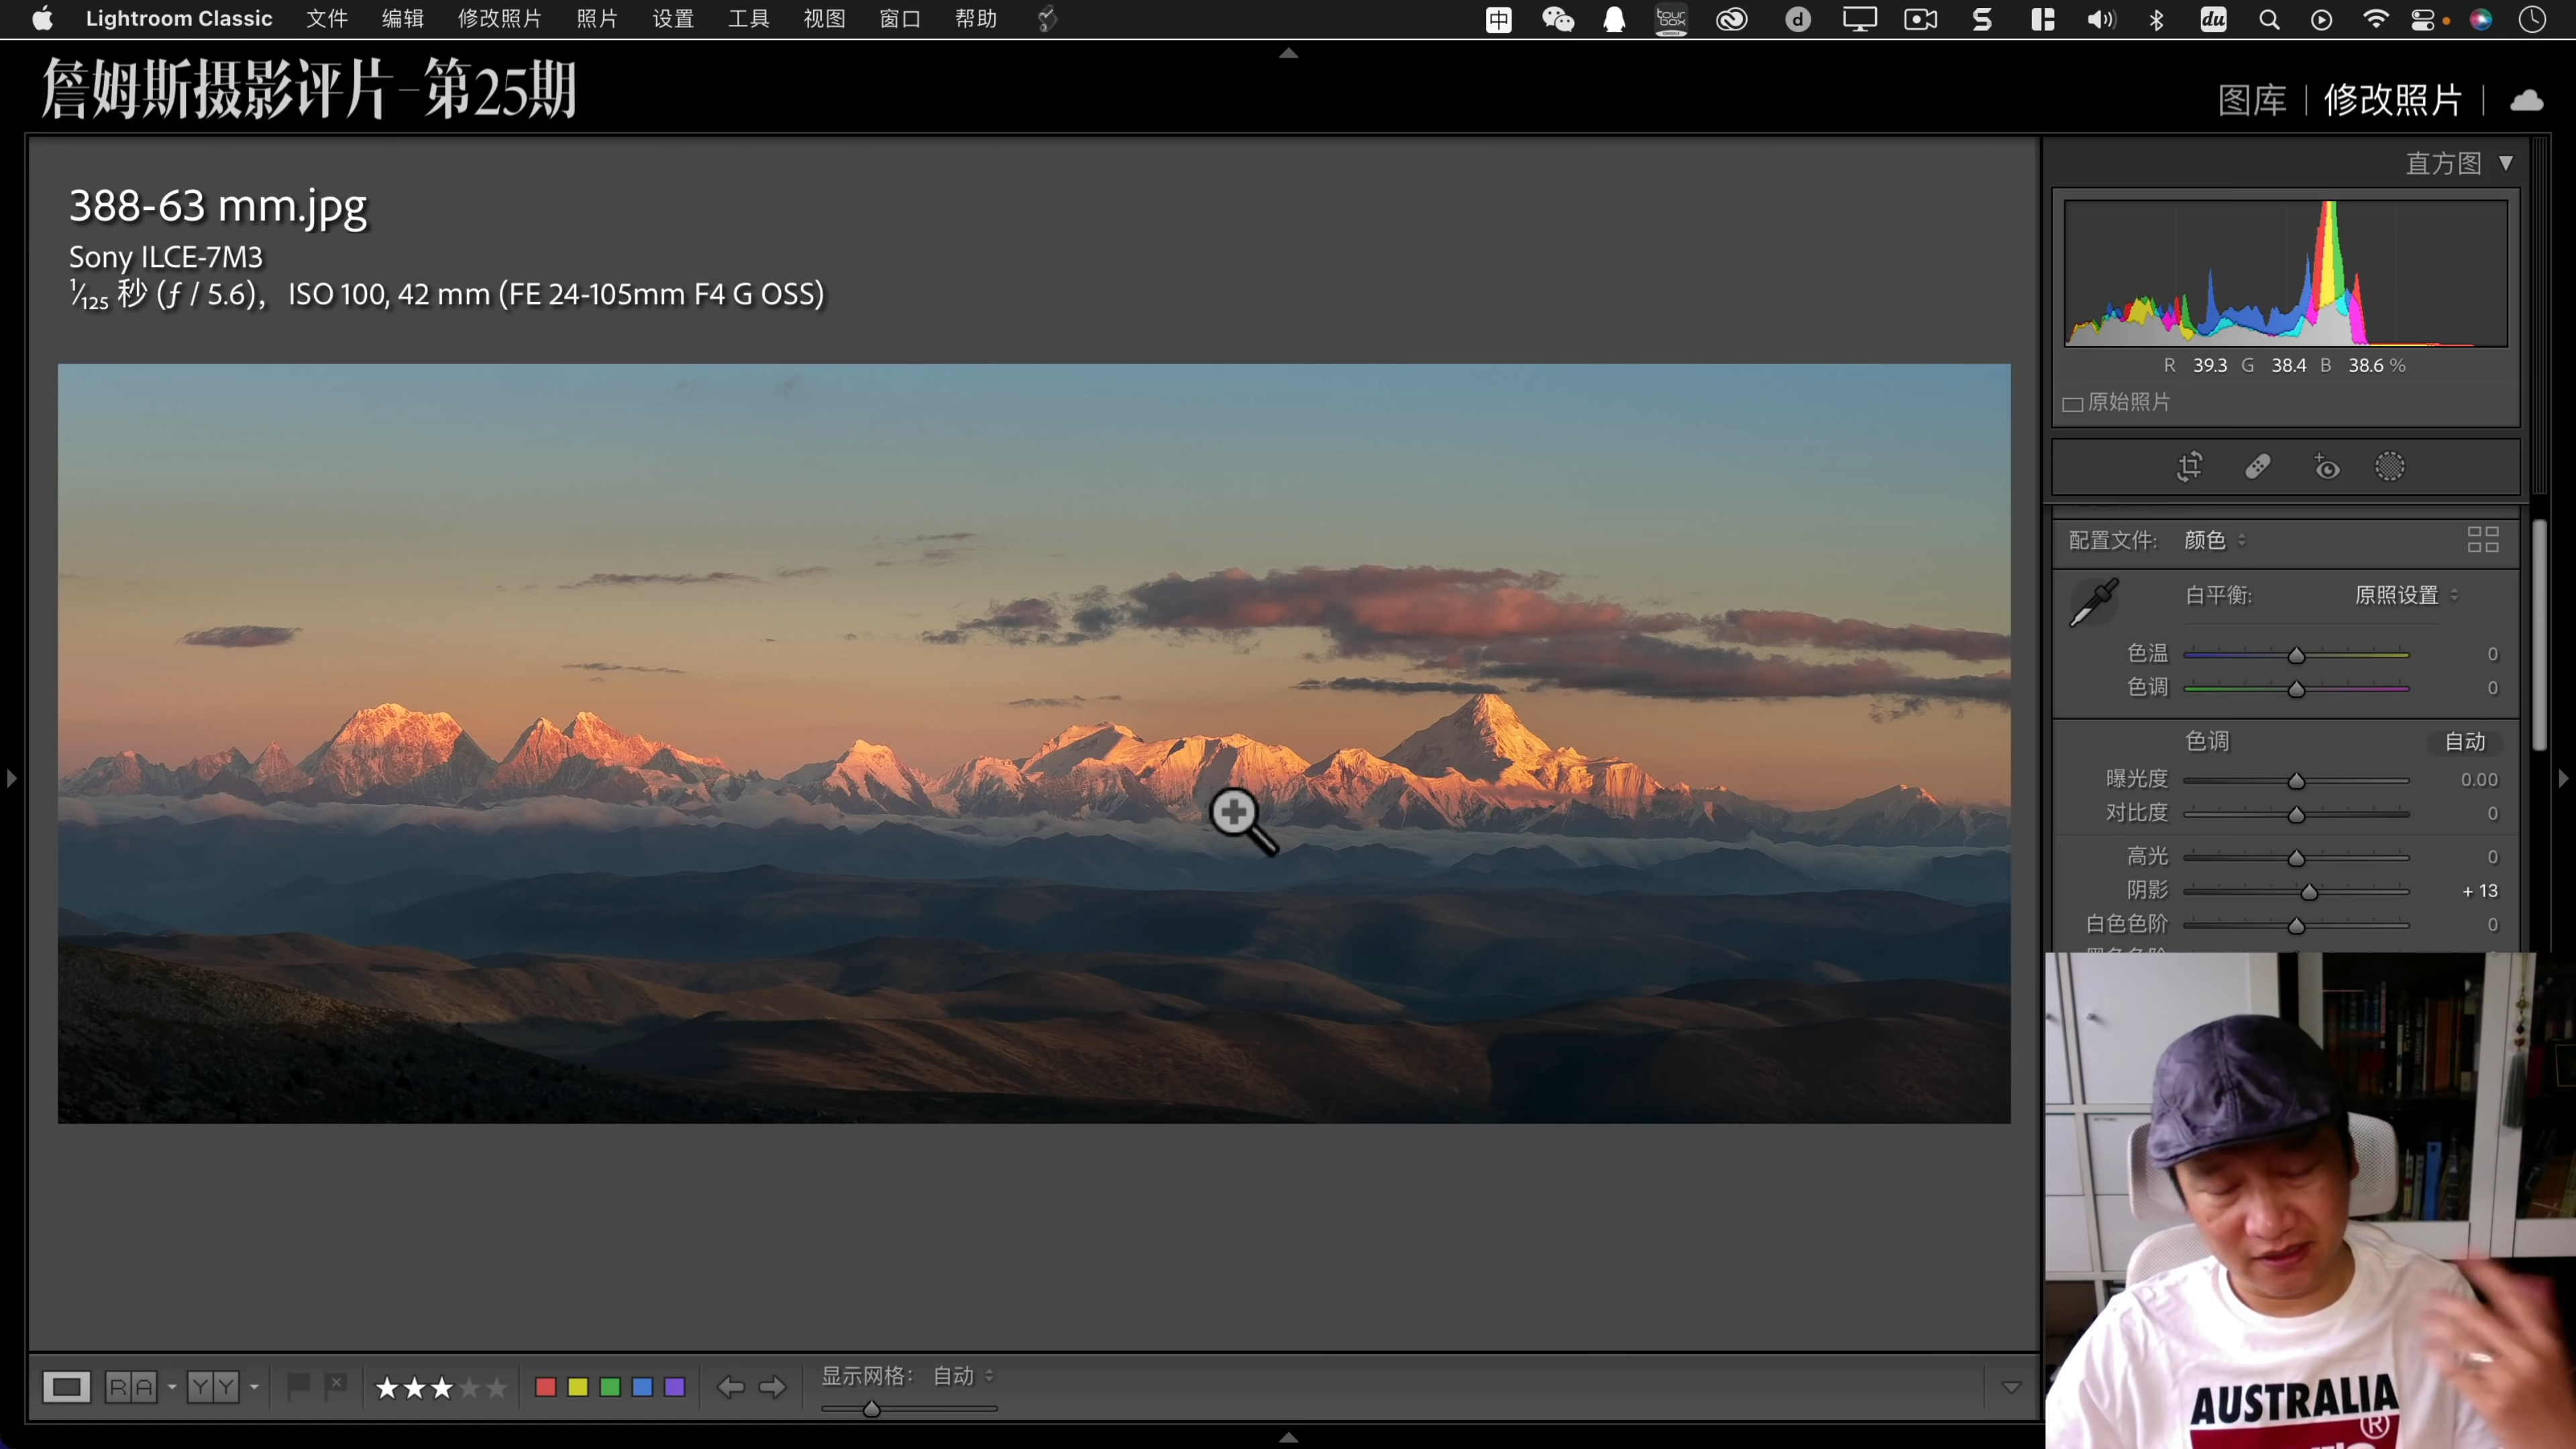 Lightroom Classic 文件 编辑 修改照片 照片 设置 工具 视图 窗口 帮助 中 tour box CONSOLE d S du
詹姆斯摄影评片-第25期
图库 | 修改照片 |
388-63 mm.jpg
Sony ILCE-7M3
1/125 秒 (ƒ / 5.6), ISO 100, 42 mm (FE 24-105mm F4 G OSS)
直方图
R 39.3 G 38.4 B 38.6 %
原始照片
配置文件: 颜色
白平衡: 原照设置
色温 0
色调 0
色调 自动
曝光度 0.00
对比度 0
高光 0
阴影 + 13
白色色阶 0
AUSTRALIA
®
R A Y Y 显示网格: 自动